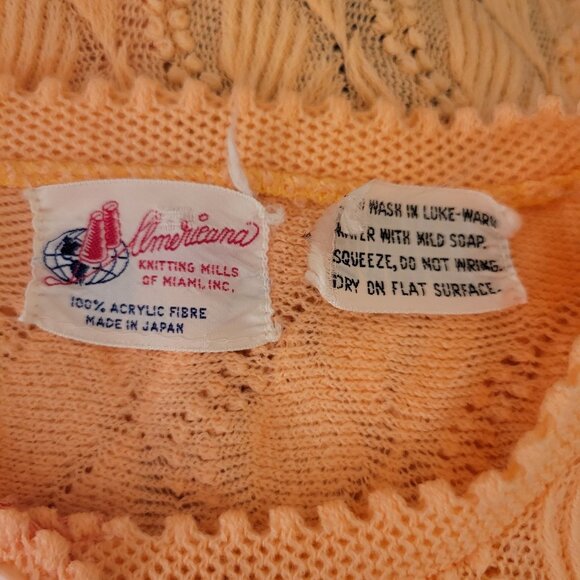 Americana
KNITTING MILLS
OF MIAMI, INC.
100% ACRYLIC FIBRE
MADE IN JAPAN
WASH IN LUKE-WARM
WITH MILD SOAP.
SQUEEZE, DO NOT WRING.
DRY ON FLAT SURFACE.